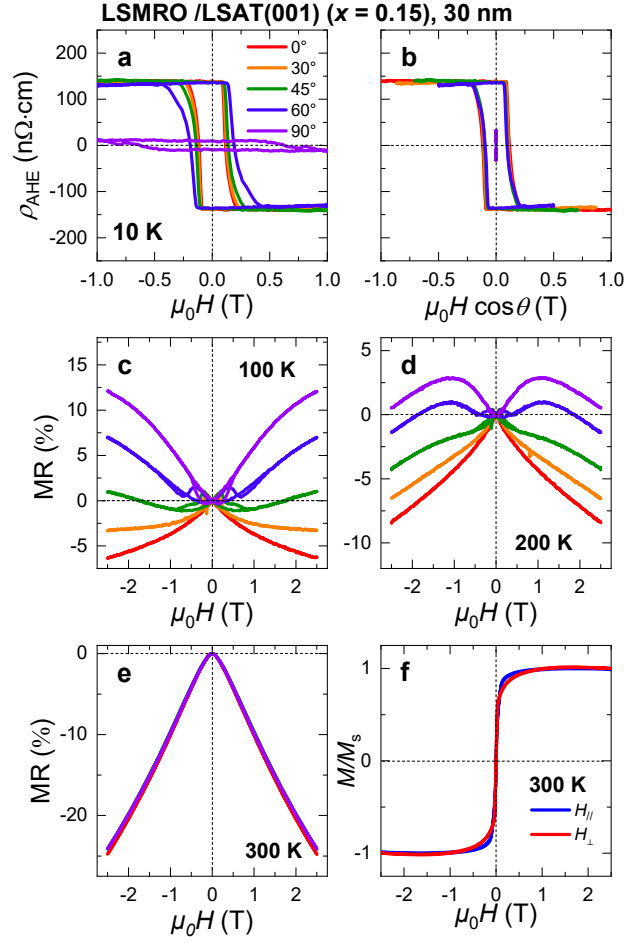 LSMRO /LSAT(001) (x = 0.15), 30 nm
a
0°
30°
45°
60°
90°
10 K
200
100
0
-100
-200
ρAHE (nΩ·cm)
-1.0 -0.5 0.0 0.5 1.0
μ0H (T)
b
-1.0 -0.5 0.0 0.5 1.0
μ0H cosθ (T)
c
100 K
15
10
5
0
-5
MR (%)
-2 -1 0 1 2
μ0H (T)
d
200 K
5
0
-5
-10
-2 -1 0 1 2
μ0H (T)
e
300 K
0
-10
-20
MR (%)
-2 -1 0 1 2
μ0H (T)
f
300 K
H//
H⊥
1
0
-1
M/Ms
-2 -1 0 1 2
μ0H (T)